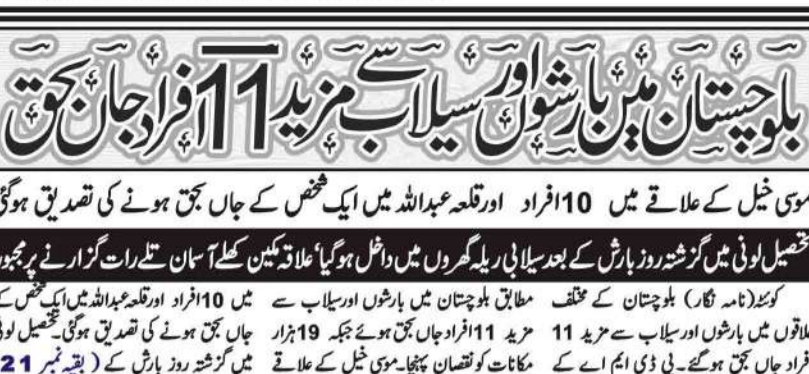 بلوچستان میں بارشوں اور سیلاب سے مزید 11 افراد جاں بحق
موسیٰ خیل کے علاقے میں 10 افراد اور قلعہ عبداللہ میں ایک شخص کے جاں بحق ہونے کی تصدیق ہوگئی
تحصیل لونی میں گزشتہ روز بارش کے بعد سیلابی ریلہ گھروں میں داخل ہوگیا‘ علاقہ مکین کھلے آسمان تلے رات گزارنے پر مجبور
کوئٹہ (نامہ نگار) بلوچستان کے مختلف
علاقوں میں بارشوں اور سیلاب سے مزید 11
افراد جاں بحق ہوگئے۔ پی ڈی ایم اے کے
مطابق بلوچستان میں بارشوں اور سیلاب سے
مزید 11 افراد جاں بحق ہوئے جبکہ 19 ہزار
مکانات کو نقصان پہنچا۔ موسیٰ خیل کے علاقے
میں 10 افراد اور قلعہ عبداللہ میں ایک شخص کے
جاں بحق ہونے کی تصدیق ہوگئی۔ تحصیل لونی
میں گزشتہ روز بارش کے (بقیہ نمبر 21